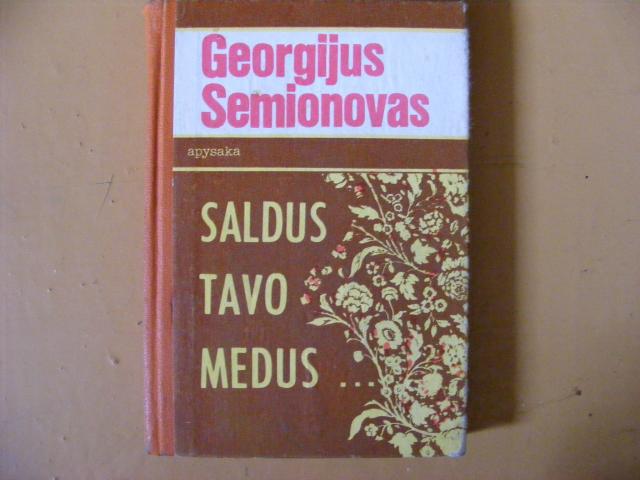 Georgijus
Semionovas
apysaka
SALDUS
TAVO
MEDUS ...